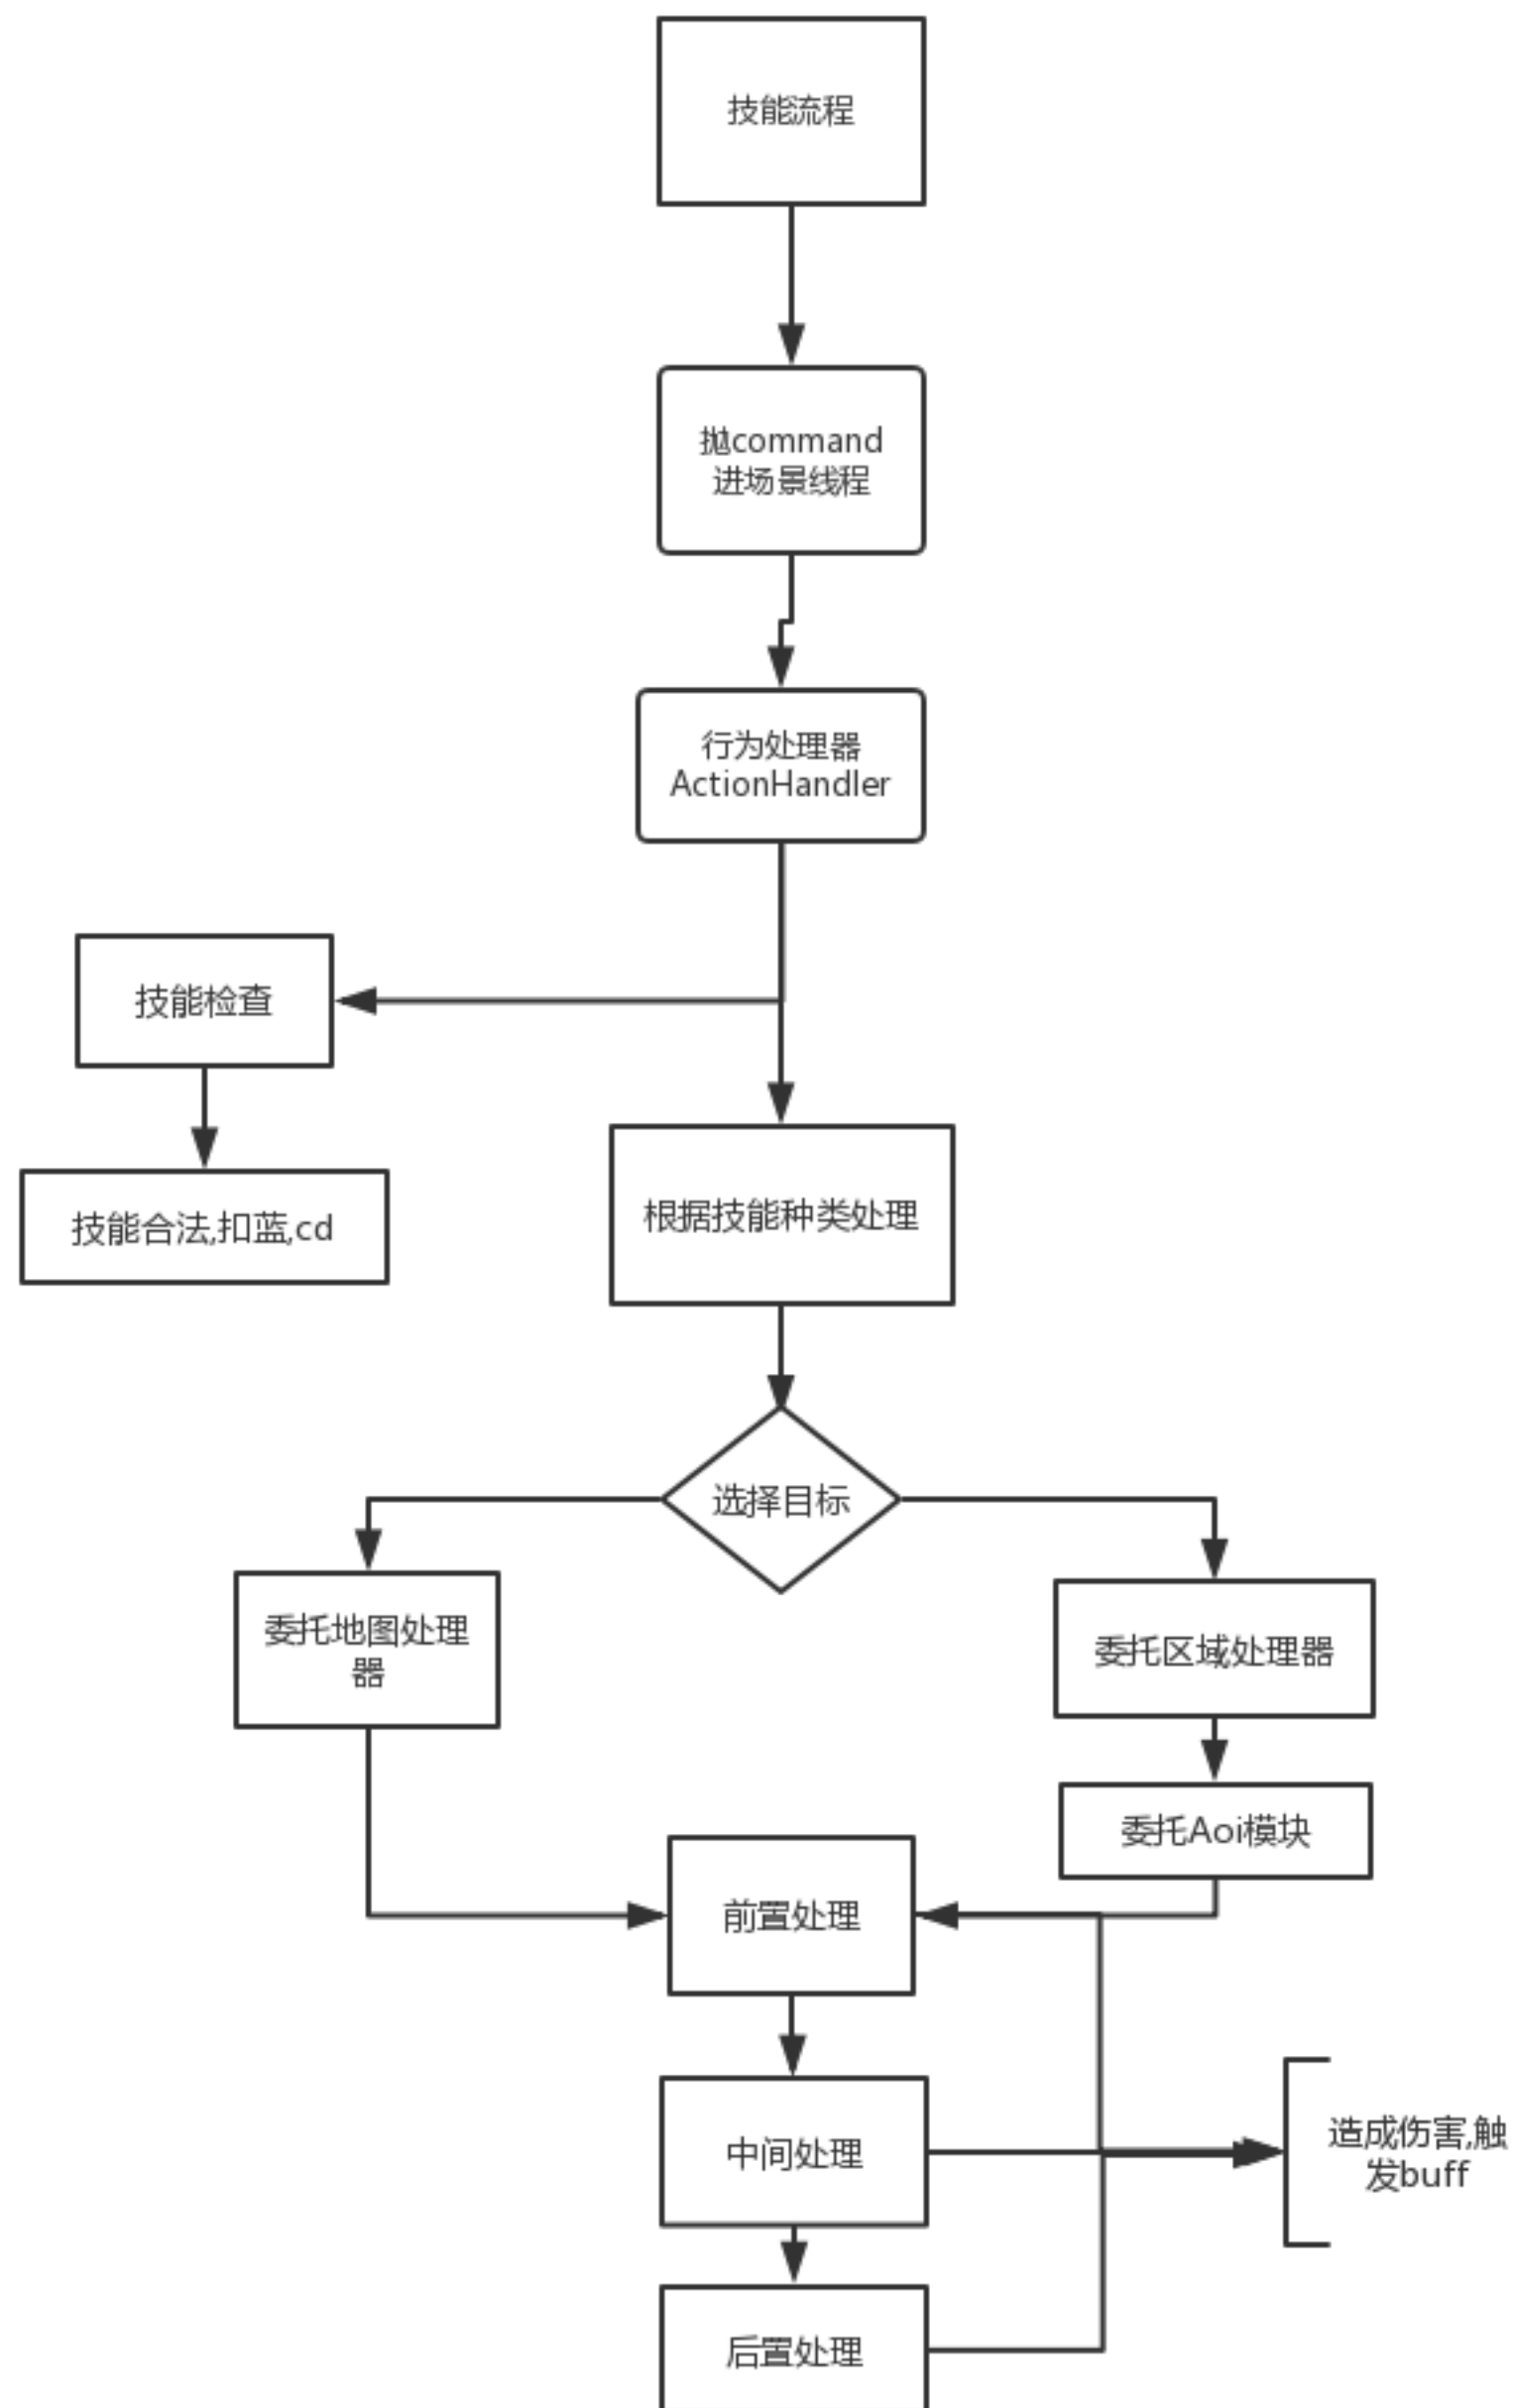 技能流程
抛command
进场景线程
行为处理器
ActionHandler
技能检查
技能合法,扣蓝,cd
根据技能种类处理
选择目标
委托地图处理
器
委托区域处理器
委托Aoi模块
前置处理
中间处理
造成伤害,触
发buff
后置处理